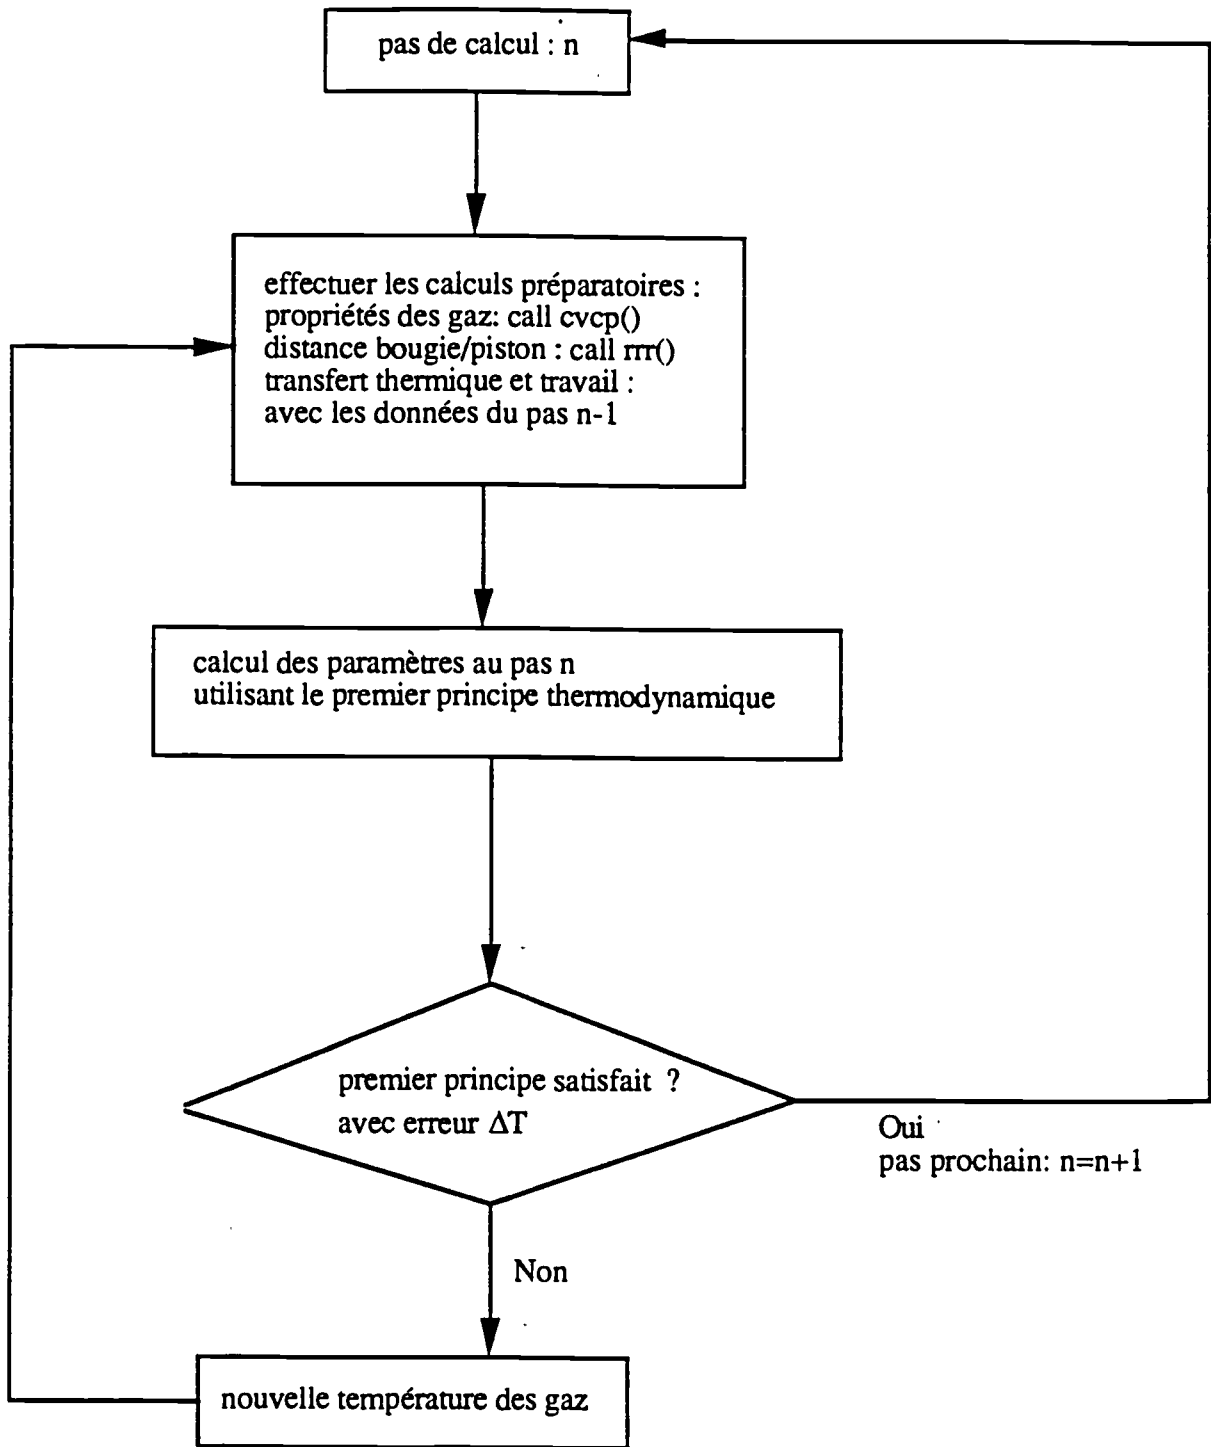 pas de calcul : n
effectuer les calculs préparatoires :
propriétés des gaz: call cvcp()
distance bougie/piston : call rrr()
transfert thermique et travail :
avec les données du pas n-1
calcul des paramètres au pas n
utilisant le premier principe thermodynamique
premier principe satisfait ?
avec erreur ΔT
Oui
pas prochain: n=n+1
Non
nouvelle température des gaz